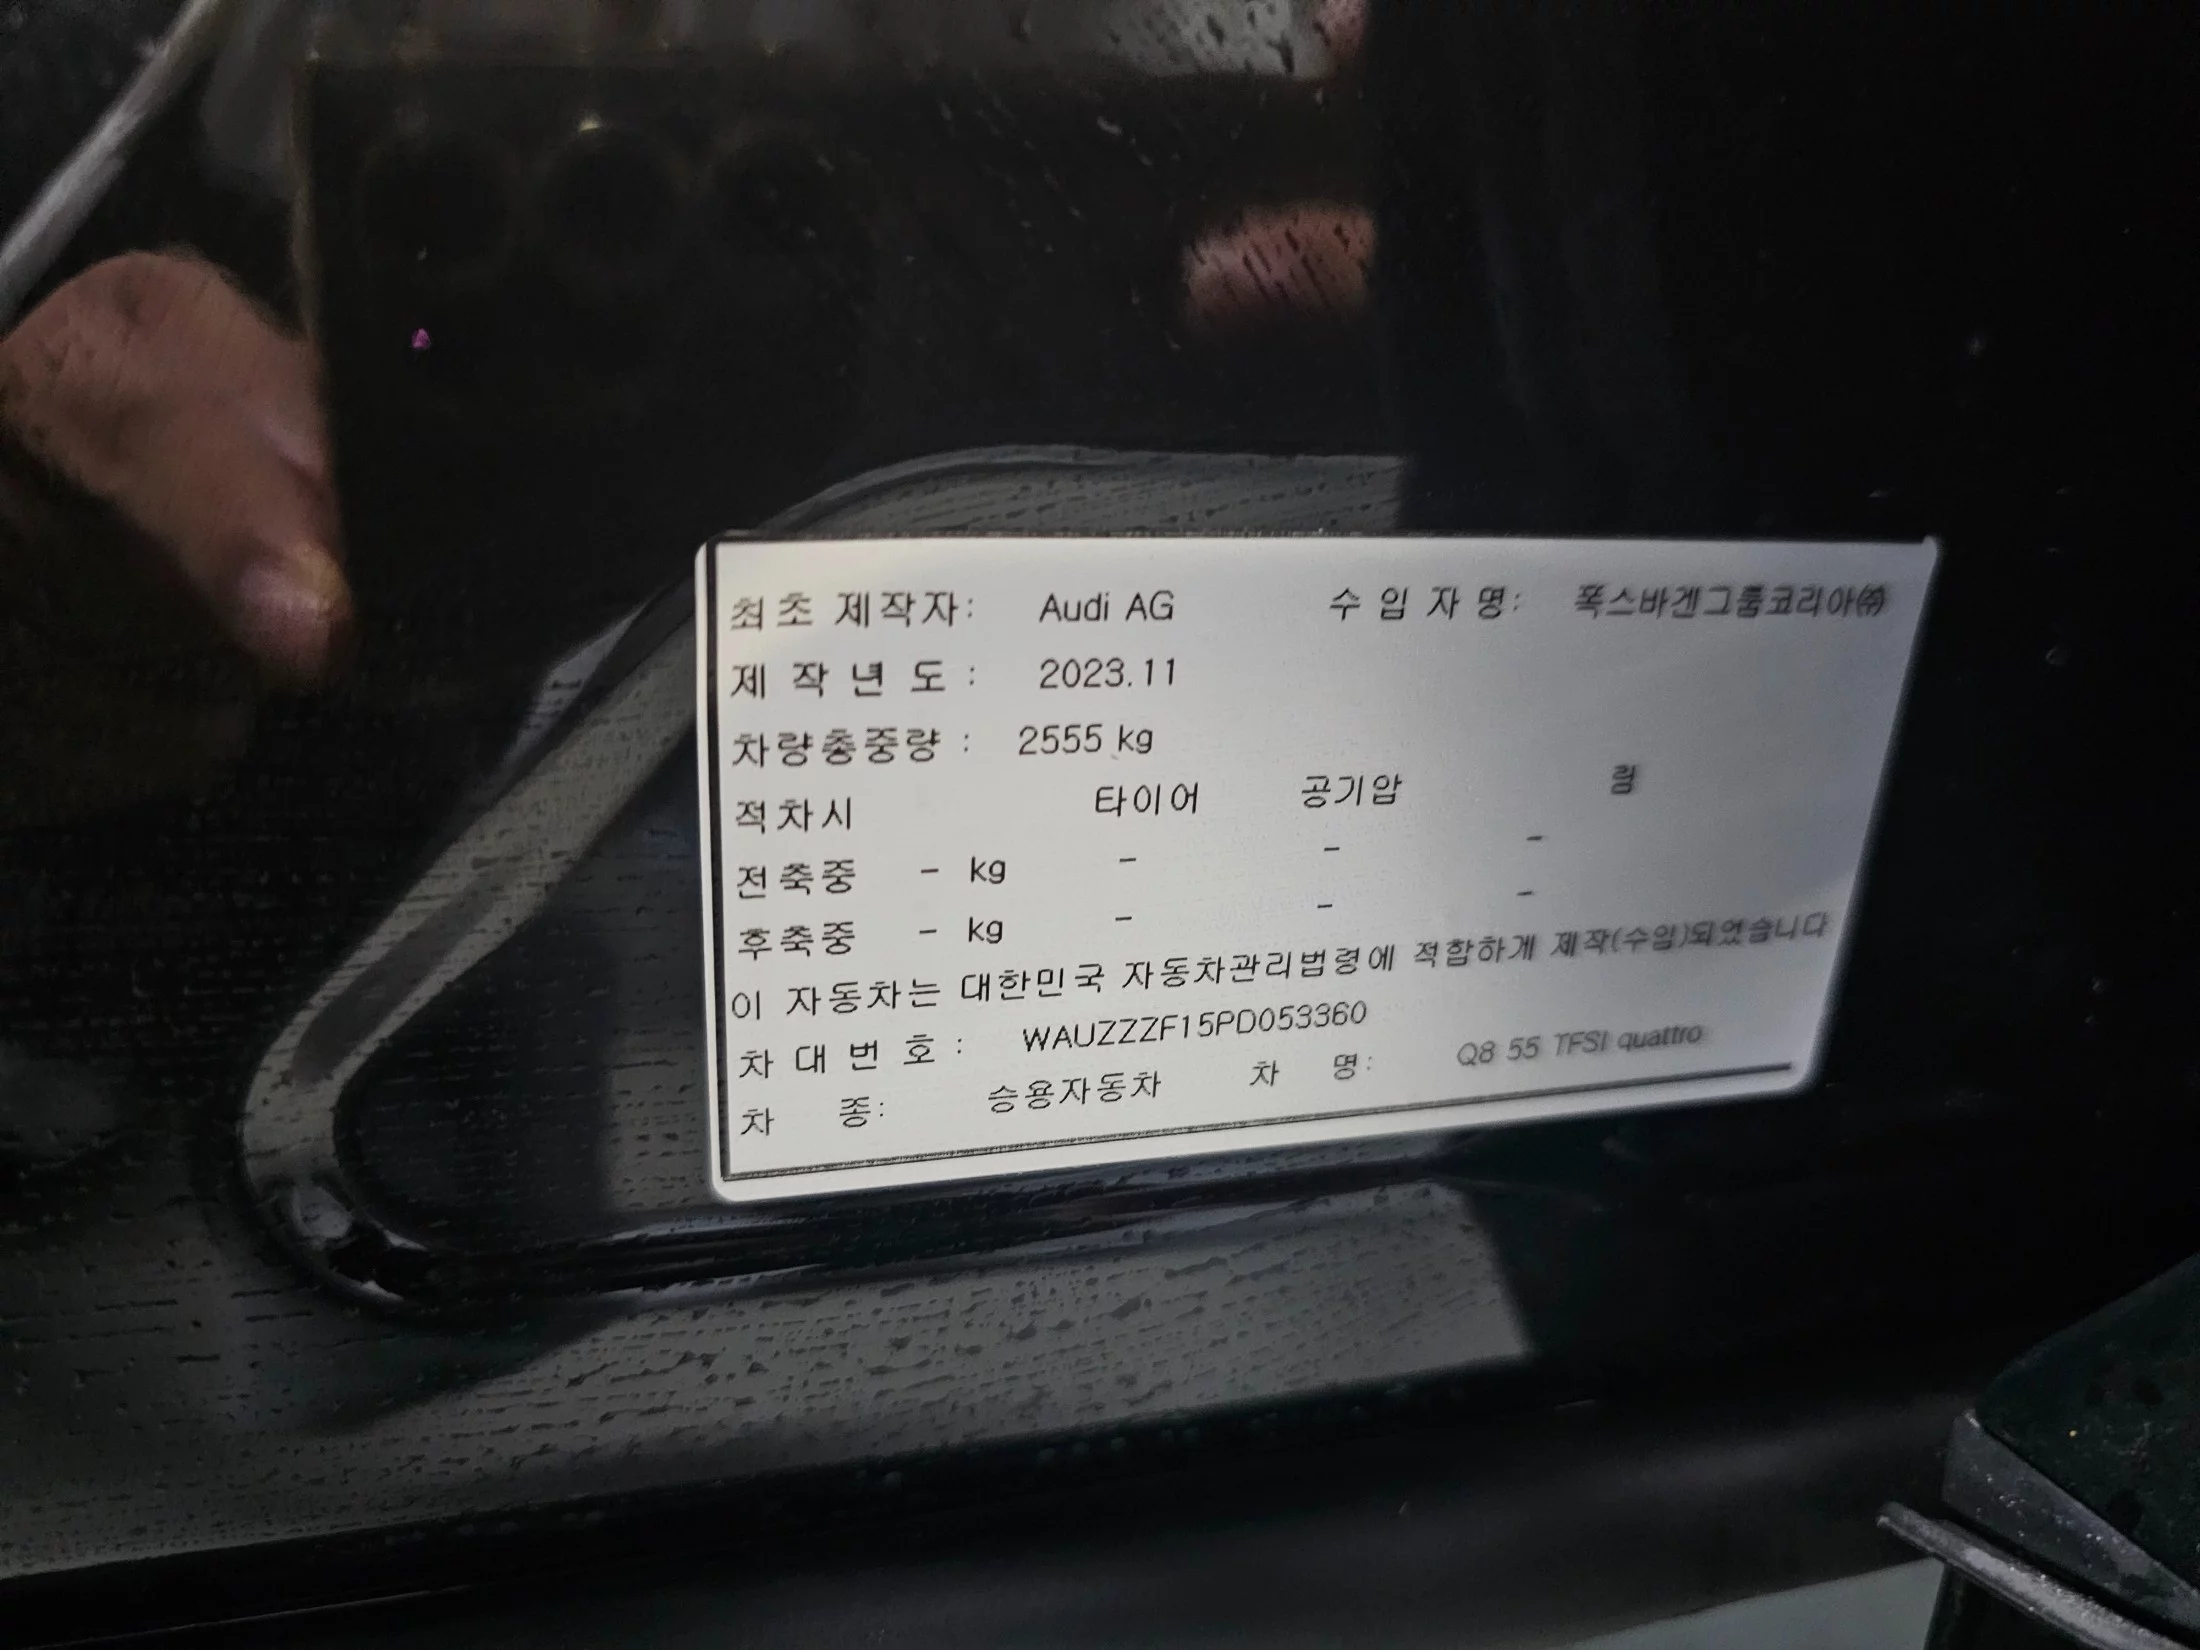 최초 제작자: Audi AG 수 입 자 명: 폭스바겐그룹코리아㈜
제 작 년 도 : 2023.11
차량총중량 : 2555 kg
적차시 타이어 공기압 림
전축중 - kg - - -
후축중 - kg - - -
이 자동차는 대한민국 자동차관리법령에 적합하게 제작(수입)되었습니다
차 대 번 호 : WAUZZZF15PD053360
차 종: 승용자동차 차 명: Q8 55 TFSI quattro